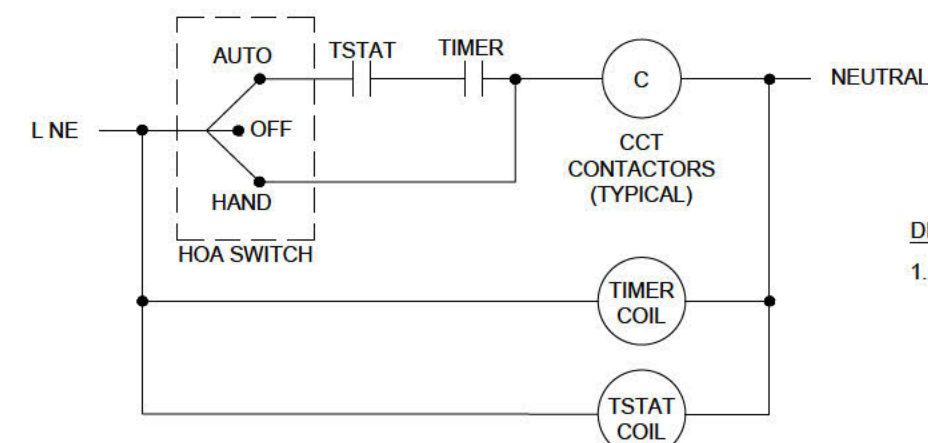 AUTO
TSTAT
TIMER
C
NEUTRAL
L NE
OFF
CCT
CONTACTORS
(TYPICAL)
HAND
HOA SWITCH
1.
TIMER
COIL
TSTAT
COIL